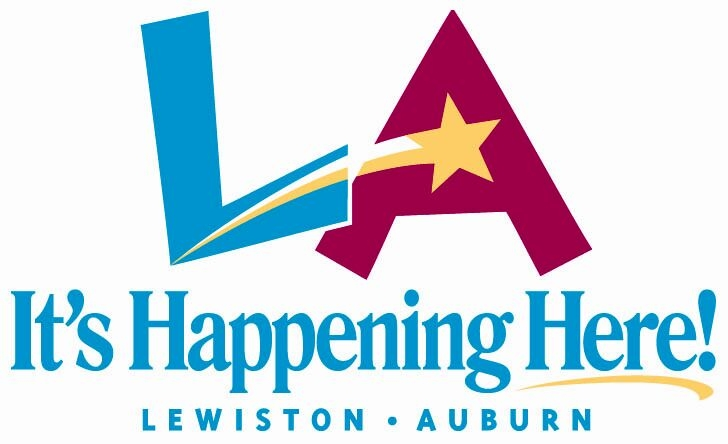 LA
It's Happening Here!
LEWISTON · AUBURN